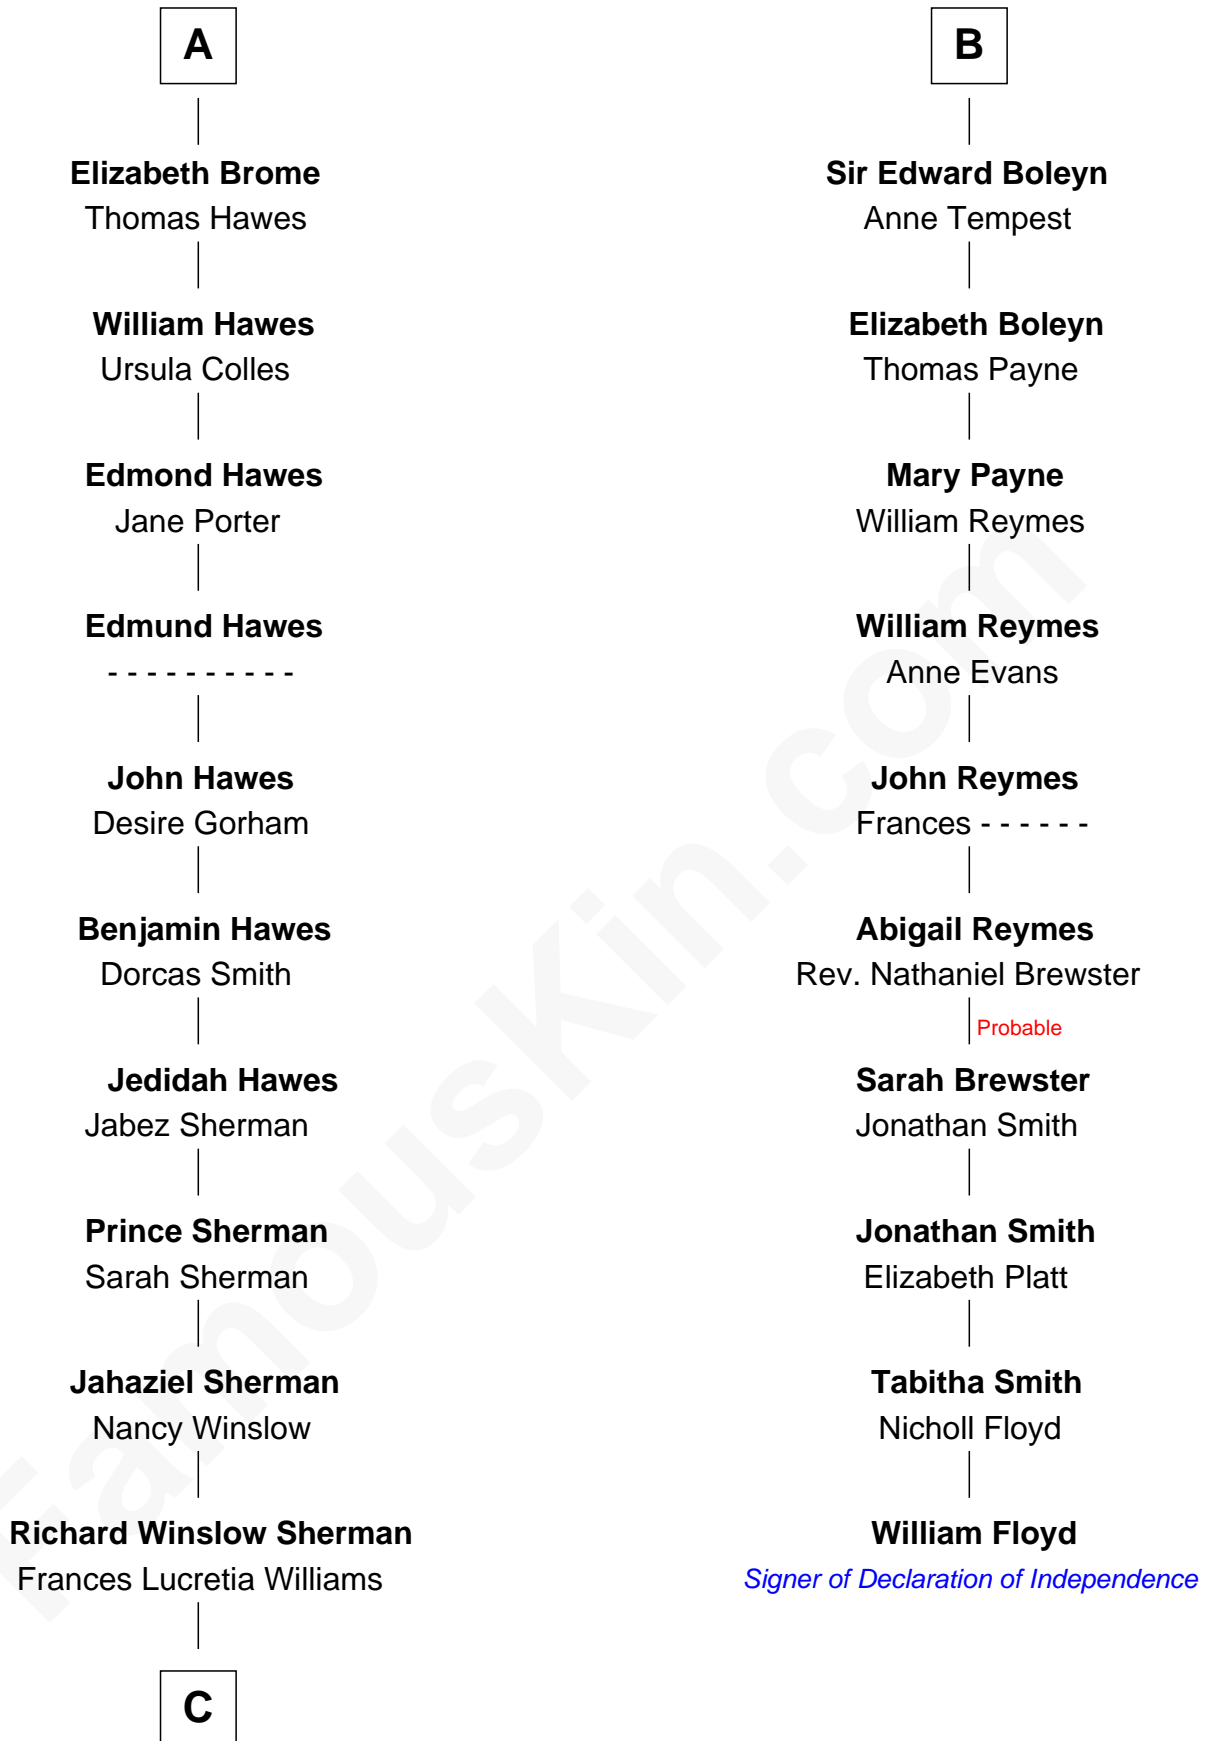 A
Elizabeth Brome
Thomas Hawes
William Hawes
Ursula Colles
Edmond Hawes
Jane Porter
Edmund Hawes
- - - - - - - - - -
John Hawes
Desire Gorham
Benjamin Hawes
Dorcas Smith
Jedidah Hawes
Jabez Sherman
Prince Sherman
Sarah Sherman
Jahaziel Sherman
Nancy Winslow
Richard Winslow Sherman
Frances Lucretia Williams
C
B
Sir Edward Boleyn
Anne Tempest
Elizabeth Boleyn
Thomas Payne
Mary Payne
William Reymes
William Reymes
Anne Evans
John Reymes
Frances - - - - - -
Abigail Reymes
Rev. Nathaniel Brewster
Probable
Sarah Brewster
Jonathan Smith
Jonathan Smith
Elizabeth Platt
Tabitha Smith
Nicholl Floyd
William Floyd
Signer of Declaration of Independence
FamousKin.com